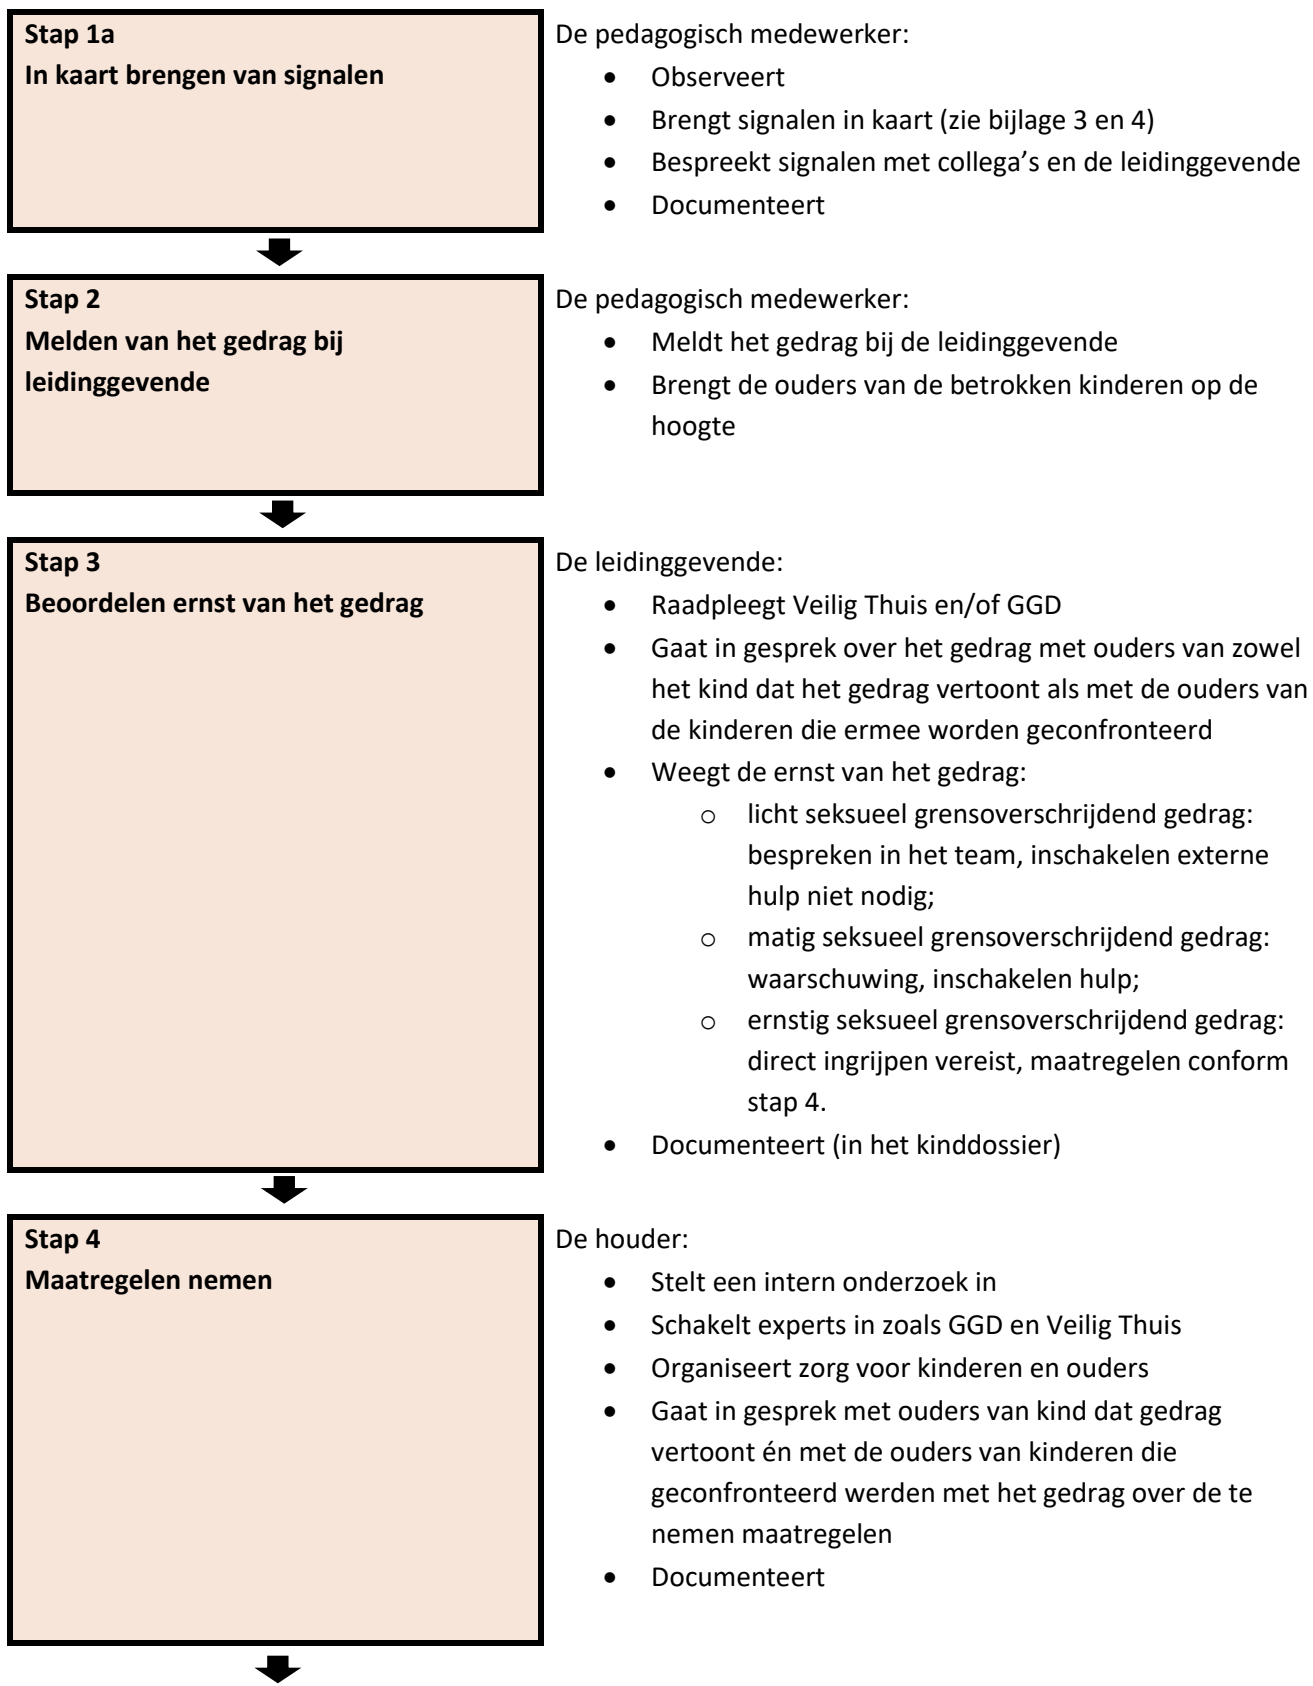 Stap 1a
In kaart brengen van signalen
De pedagogisch medewerker:
• Observeert
• Brengt signalen in kaart (zie bijlage 3 en 4)
• Bespreekt signalen met collega’s en de leidinggevende
• Documenteert
Stap 2
Melden van het gedrag bij
leidinggevende
De pedagogisch medewerker:
• Meldt het gedrag bij de leidinggevende
• Brengt de ouders van de betrokken kinderen op de
hoogte
Stap 3
Beoordelen ernst van het gedrag
De leidinggevende:
• Raadpleegt Veilig Thuis en/of GGD
• Gaat in gesprek over het gedrag met ouders van zowel
het kind dat het gedrag vertoont als met de ouders van
de kinderen die ermee worden geconfronteerd
• Weegt de ernst van het gedrag:
o licht seksueel grensoverschrijdend gedrag:
bespreken in het team, inschakelen externe
hulp niet nodig;
o matig seksueel grensoverschrijdend gedrag:
waarschuwing, inschakelen hulp;
o ernstig seksueel grensoverschrijdend gedrag:
direct ingrijpen vereist, maatregelen conform
stap 4.
• Documenteert (in het kinddossier)
Stap 4
Maatregelen nemen
De houder:
• Stelt een intern onderzoek in
• Schakelt experts in zoals GGD en Veilig Thuis
• Organiseert zorg voor kinderen en ouders
• Gaat in gesprek met ouders van kind dat gedrag
vertoont én met de ouders van kinderen die
geconfronteerd werden met het gedrag over de te
nemen maatregelen
• Documenteert